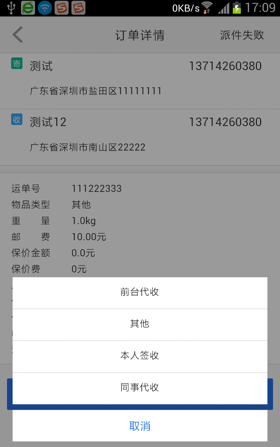 0KB/s 17:09
订单详情 派件失败
寄 测试 13714260380
广东省深圳市盐田区11111111
收 测试12 13714260380
广东省深圳市南山区22222
运单号 111222333
物品类型 其他
重 量 1.0kg
邮 费 10.00元
保价金额 0.0元
保价费 0元
前台代收
其他
本人签收
同事代收
取消